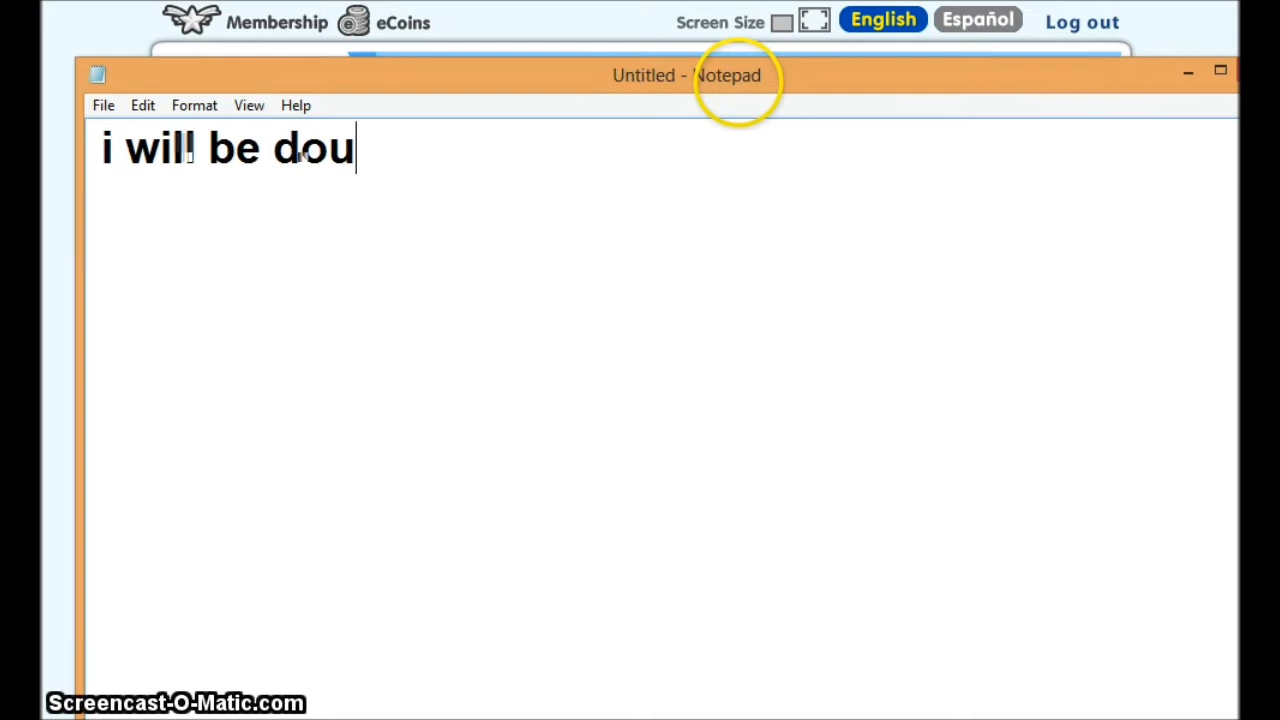 Membership eCoins Screen Size English Español Log out
Untitled - Notepad
File Edit Format View Help
i will be dou
Screencast-O-Matic.com